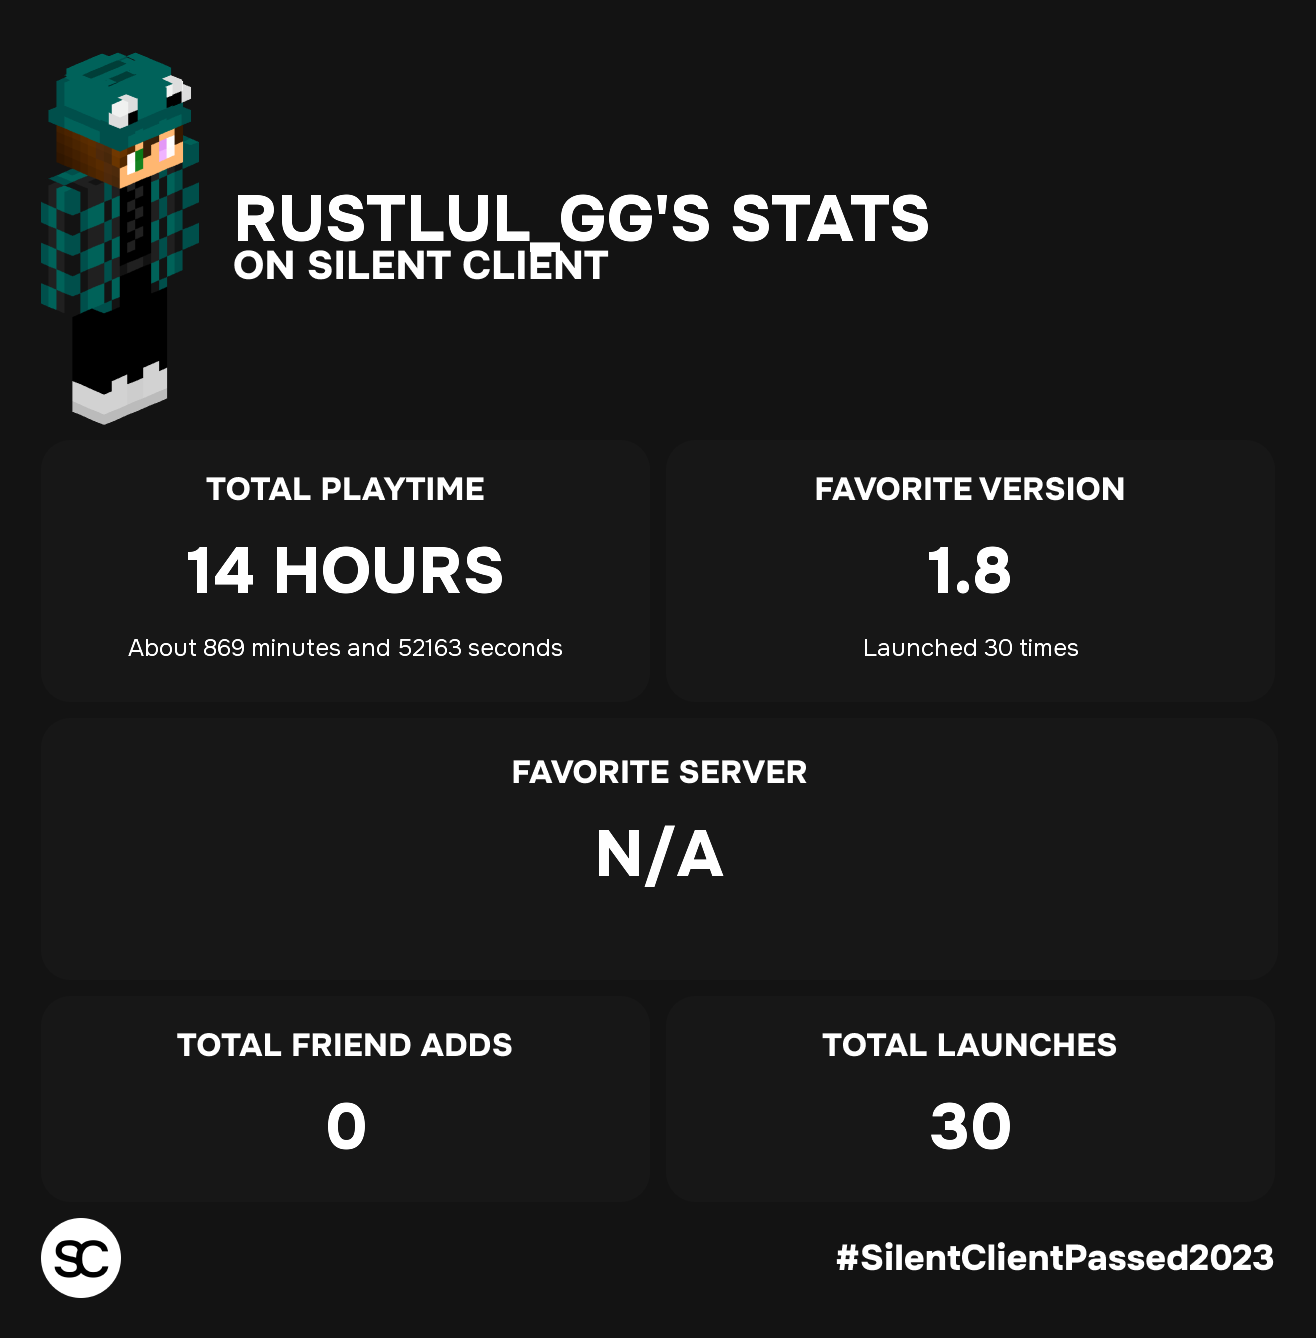 RUSTLUL_GG'S STATS
ON SILENT CLIENT
TOTAL PLAYTIME
14 HOURS
About 869 minutes and 52163 seconds
FAVORITE VERSION
1.8
Launched 30 times
FAVORITE SERVER
N/A
TOTAL FRIEND ADDS
0
TOTAL LAUNCHES
30
SC
#SilentClientPassed2023